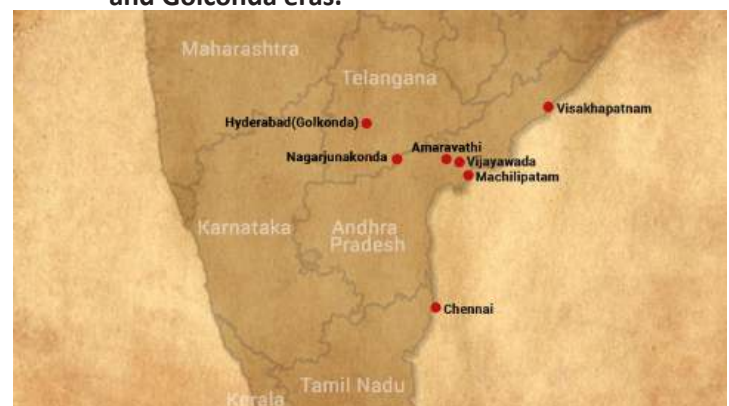 and Golconda eras.
Maharashtra
Telangana
Visakhapatnam
Hyderabad(Golkonda)
Amaravathi
Nagarjunakonda
Vijayawada
Machilipatam
Karnataka
Andhra
Pradesh
Chennai
Tamil Nadu
Kerala